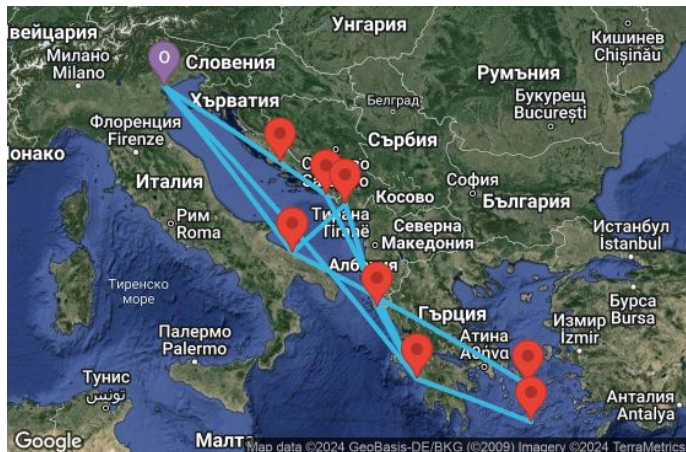 Унгария
вейцария
Милано
Milano
Словения
Кишинев
Chișinău
Румъния
O
Хърватия
Белград
Букурещ
București
Флоренция
Firenze
онако
Сърбия
Италия
Косово
София
България
Рим
Roma
Тирана
Tiranë
Северна
Македония
Истанбул
İstanbul
Албания
Тиренско
море
Гърция
Бурса
Bursa
Палермо
Palermo
Атина
Αθήνα
Измир
İzmir
Тунис
تونس
Анталия
Antalya
Google
Малта
Map data ©2024 GeoBasis-DE/BKG (©2009) Imagery ©2024 TerraMetrics